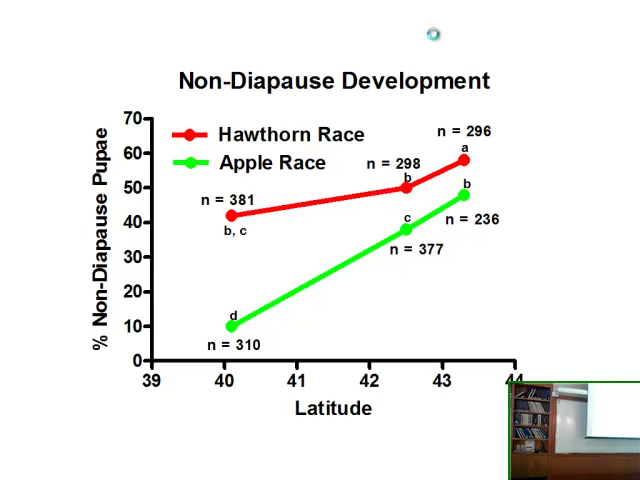 Non-Diapause Development
% Non-Diapause Pupae
70
60
50
40
30
20
10
0
Hawthorn Race
Apple Race
n = 296
a
n = 298
b
b
n = 381
b, c
c
n = 236
n = 377
d
n = 310
39 40 41 42 43 44
Latitude